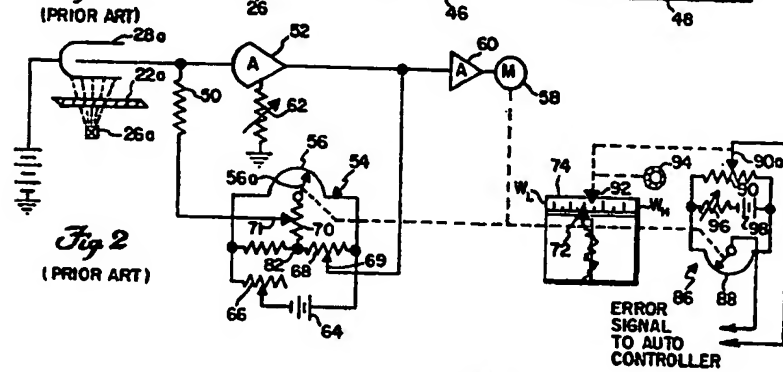 (PRIOR ART)
26
46
48
28a
52
60
A
A
M
22a
50
62
58
26a
56
56a
54
74
92
94
90a
W_L
W_H
90
71
70
72
96
98
Fig 2
(PRIOR ART)
82
68
69
86
88
66
64
ERROR
SIGNAL
TO AUTO
CONTROLLER